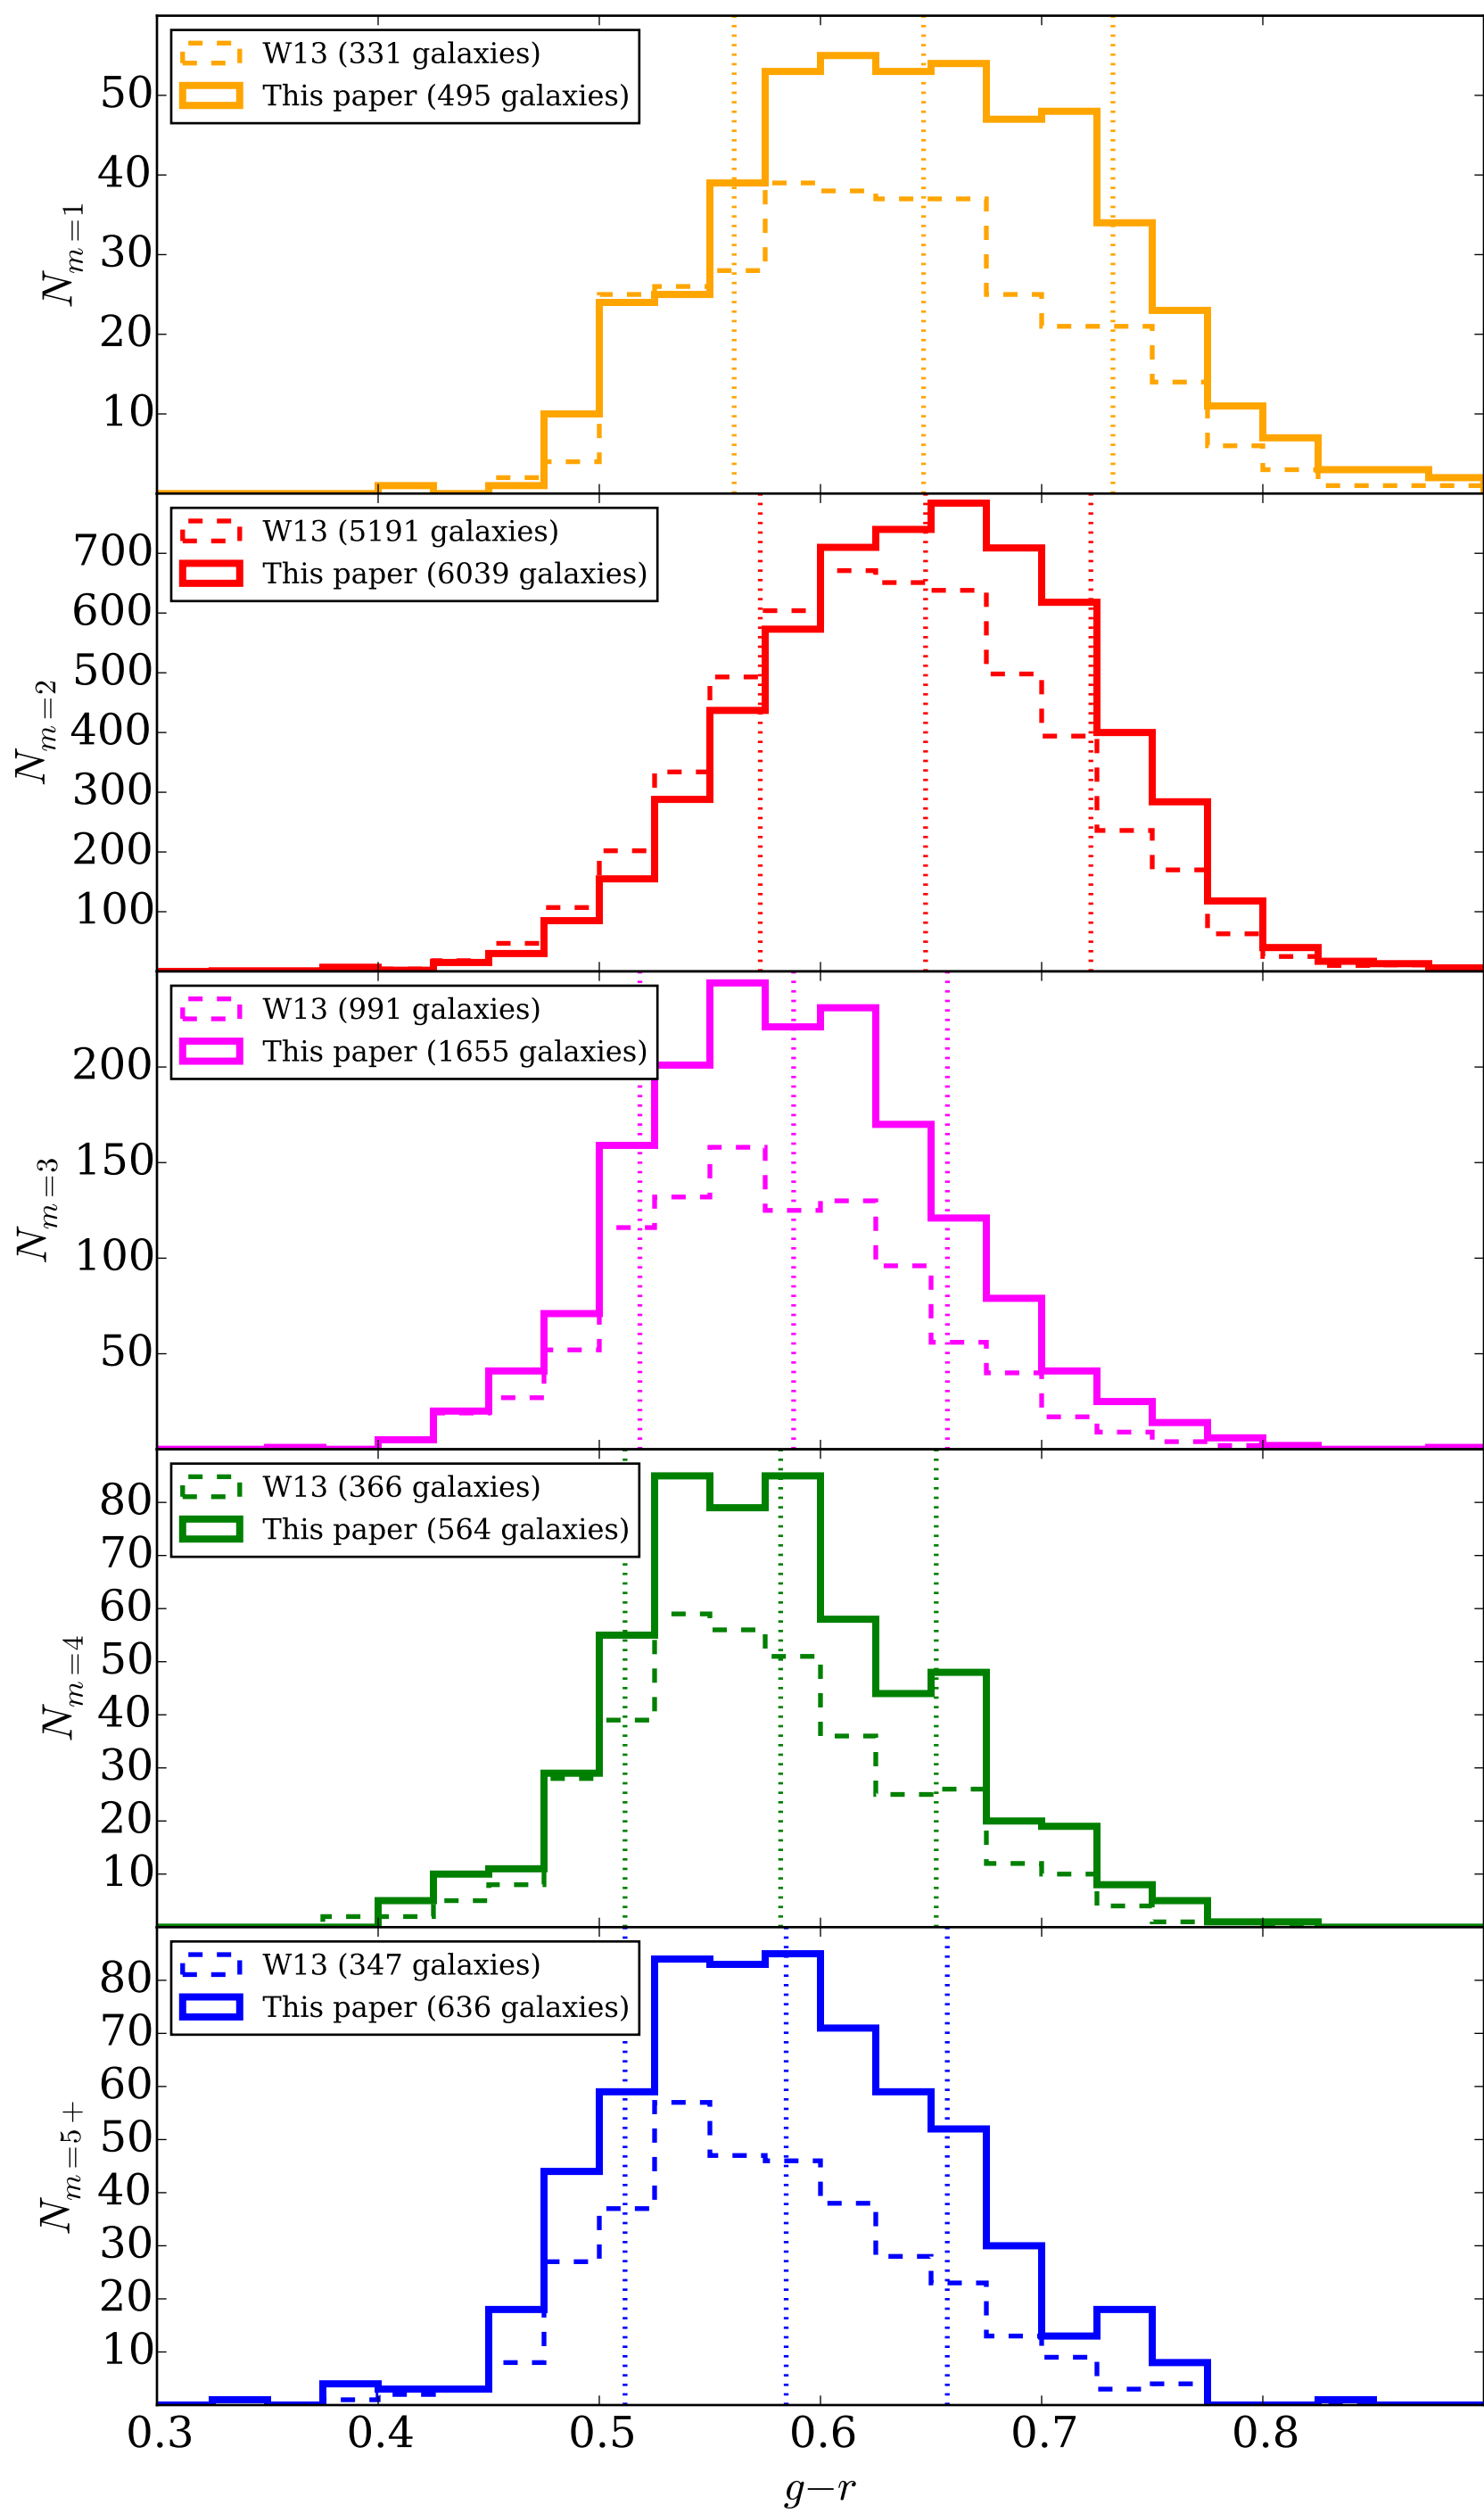 W13 (331 galaxies)
This paper (495 galaxies)
50
40
30
20
10
N_{m=1}
W13 (5191 galaxies)
This paper (6039 galaxies)
700
600
500
400
300
200
100
N_{m=2}
W13 (991 galaxies)
This paper (1655 galaxies)
200
150
100
50
N_{m=3}
W13 (366 galaxies)
This paper (564 galaxies)
80
70
60
50
40
30
20
10
N_{m=4}
W13 (347 galaxies)
This paper (636 galaxies)
80
70
60
50
40
30
20
10
N_{m=5+}
0.3 0.4 0.5 0.6 0.7 0.8
g−r